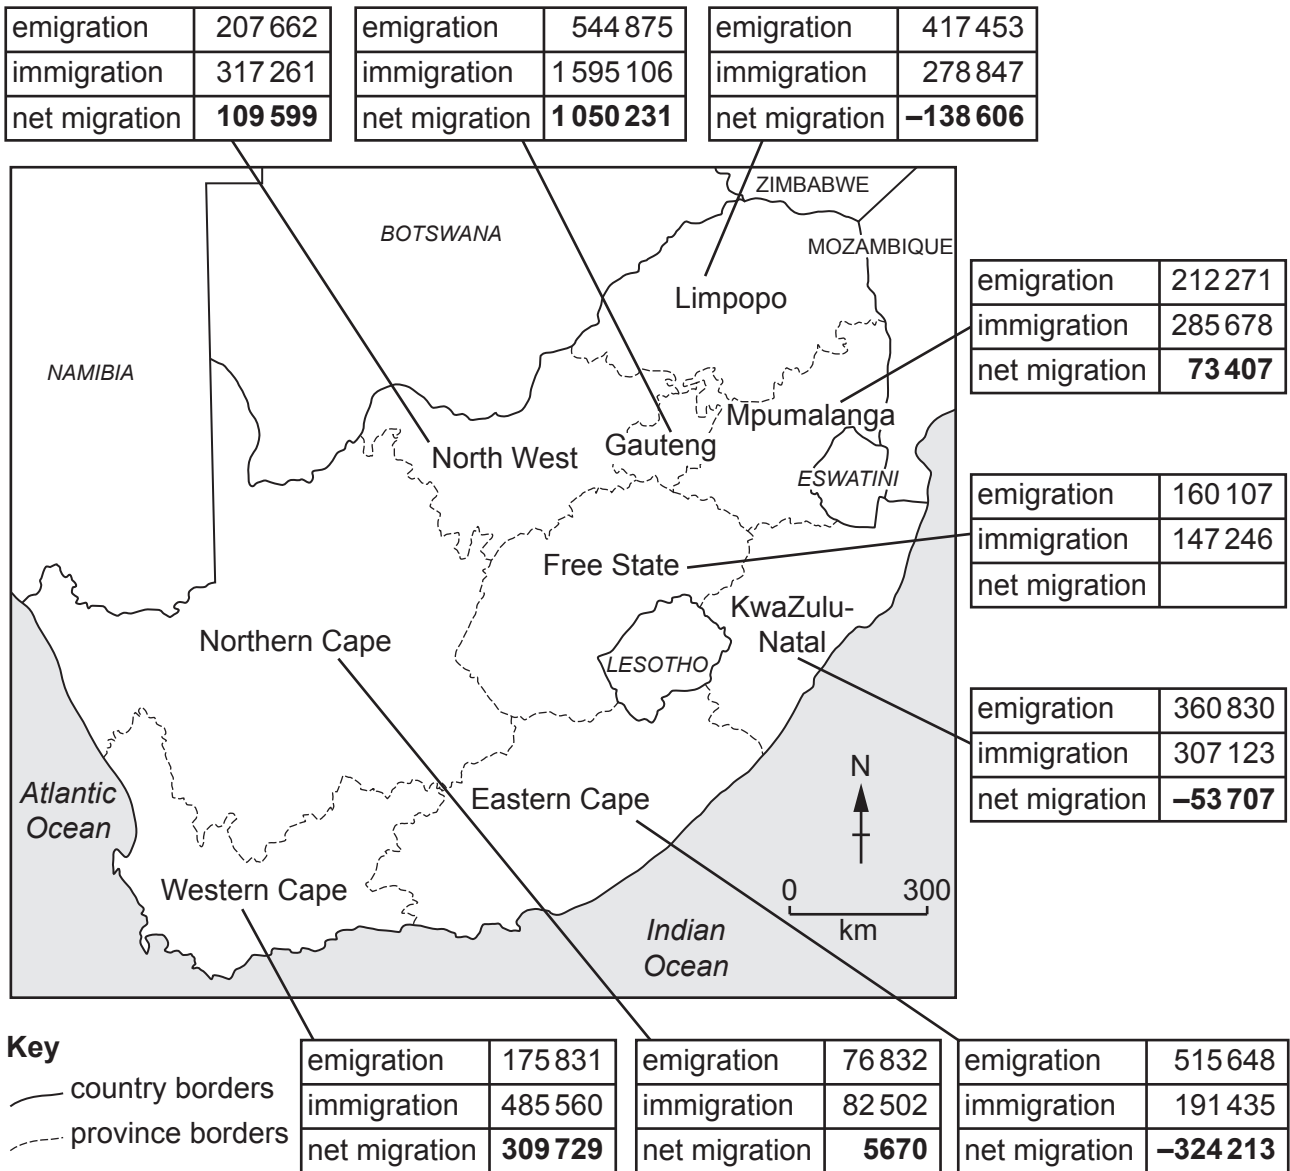 emigration 207 662
immigration 317 261
net migration 109 599
emigration 544 875
immigration 1 595 106
net migration 1 050 231
emigration 417 453
immigration 278 847
net migration –138 606
ZIMBABWE
BOTSWANA
MOZAMBIQUE
Limpopo
NAMIBIA
emigration 212 271
immigration 285 678
net migration 73 407
Mpumalanga
North West
Gauteng
ESWATINI
emigration 160 107
immigration 147 246
net migration
Free State
KwaZulu-
Natal
Northern Cape
LESOTHO
emigration 360 830
immigration 307 123
net migration –53 707
Atlantic
Ocean
Eastern Cape
N
Western Cape
0 300
km
Indian
Ocean
Key
country borders
province borders
emigration 175 831
immigration 485 560
net migration 309 729
emigration 76 832
immigration 82 502
net migration 5670
emigration 515 648
immigration 191 435
net migration –324 213